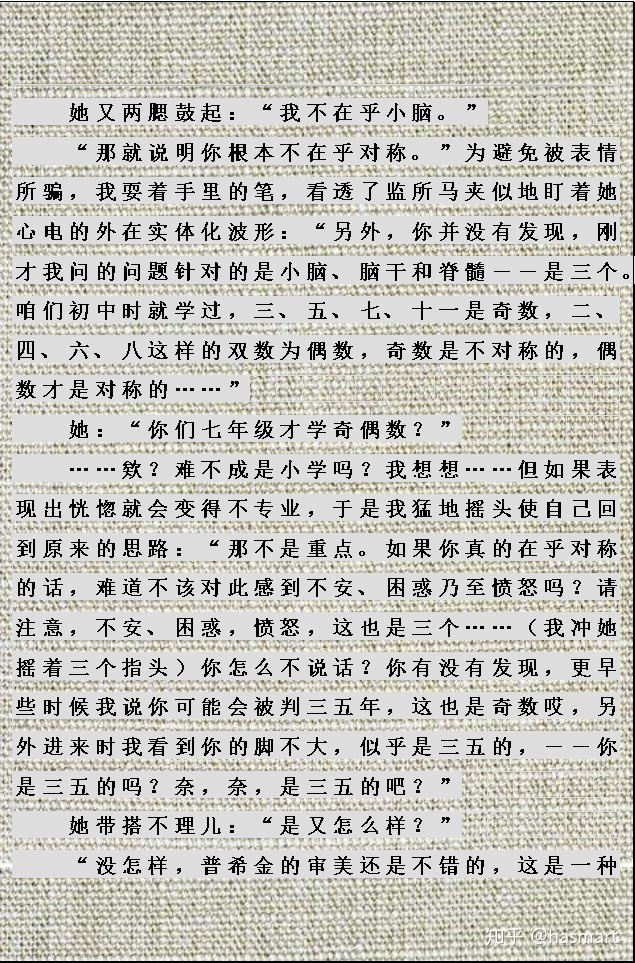 她又两腮鼓起：“我不在乎小脑。”
“那就说明你根本不在乎对称。”为避免被表情
所骗，我耍着手里的笔，看透了监所马夹似地盯着她
心电的外在实体化波形：“另外，你并没有发现，刚
才我问的问题针对的是小脑、脑干和脊髓——是三个。
咱们初中时就学过，三、五、七、十一是奇数，二、
四、六、八这样的双数为偶数，奇数是不对称的，偶
数才是对称的……”
她：“你们七年级才学奇偶数？”
……欸？难不成是小学吗？我想想……但如果表
现出恍惚就会变得不专业，于是我猛地摇头使自己回
到原来的思路：“那不是重点。如果你真的在乎对称
的话，难道不该对此感到不安、困惑乃至愤怒吗？请
注意，不安、困惑，愤怒，这也是三个……（我冲她
摇着三个指头）你怎么不说话？你有没有发现，更早
些时候我说你可能会被判三五年，这也是奇数哎，另
外进来时我看到你的脚不大，似乎是三五的，——你
是三五的吗？奈，奈，是三五的吧？”
她带搭不理儿：“是又怎么样？”
“没怎样，普希金的审美还是不错的，这是一种
知乎 @hasmart